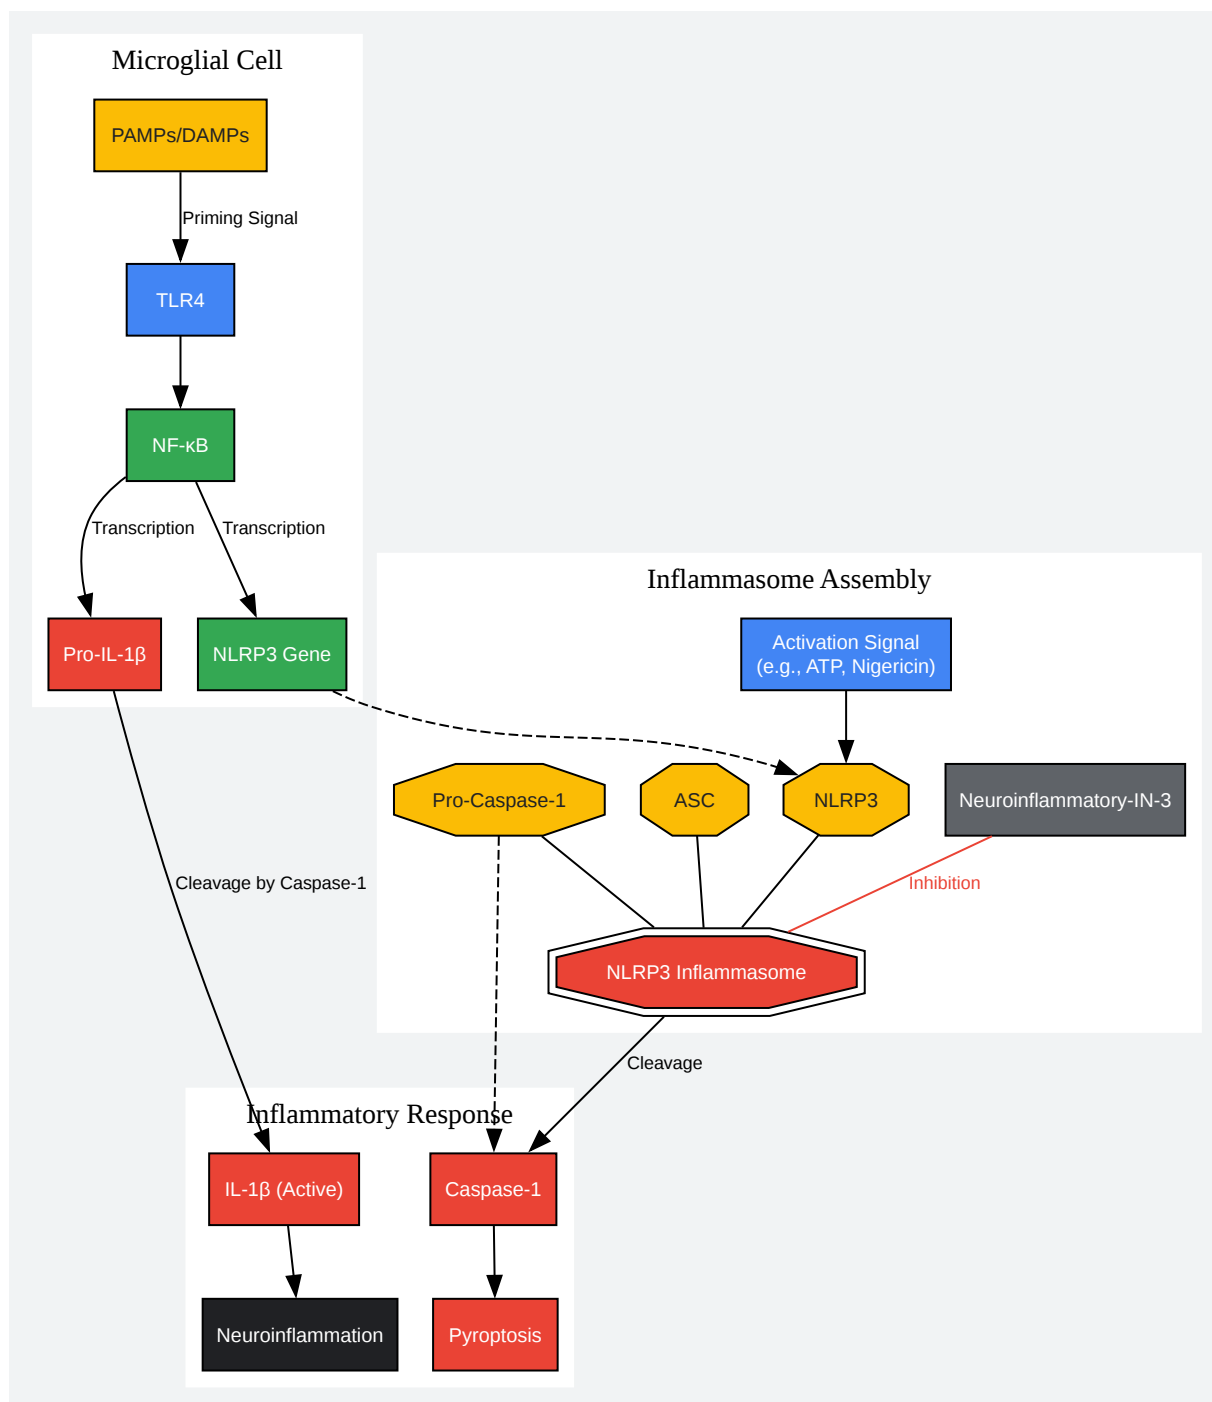 Microglial Cell
PAMPs/DAMPs
Priming Signal
TLR4
NF-κB
Transcription
Transcription
Pro-IL-1β
NLRP3 Gene
Inflammasome Assembly
Activation Signal
(e.g., ATP, Nigericin)
Pro-Caspase-1
ASC
NLRP3
Neuroinflammatory-IN-3
Cleavage by Caspase-1
Inhibition
NLRP3 Inflammasome
Cleavage
Inflammatory Response
IL-1β (Active)
Caspase-1
Neuroinflammation
Pyroptosis